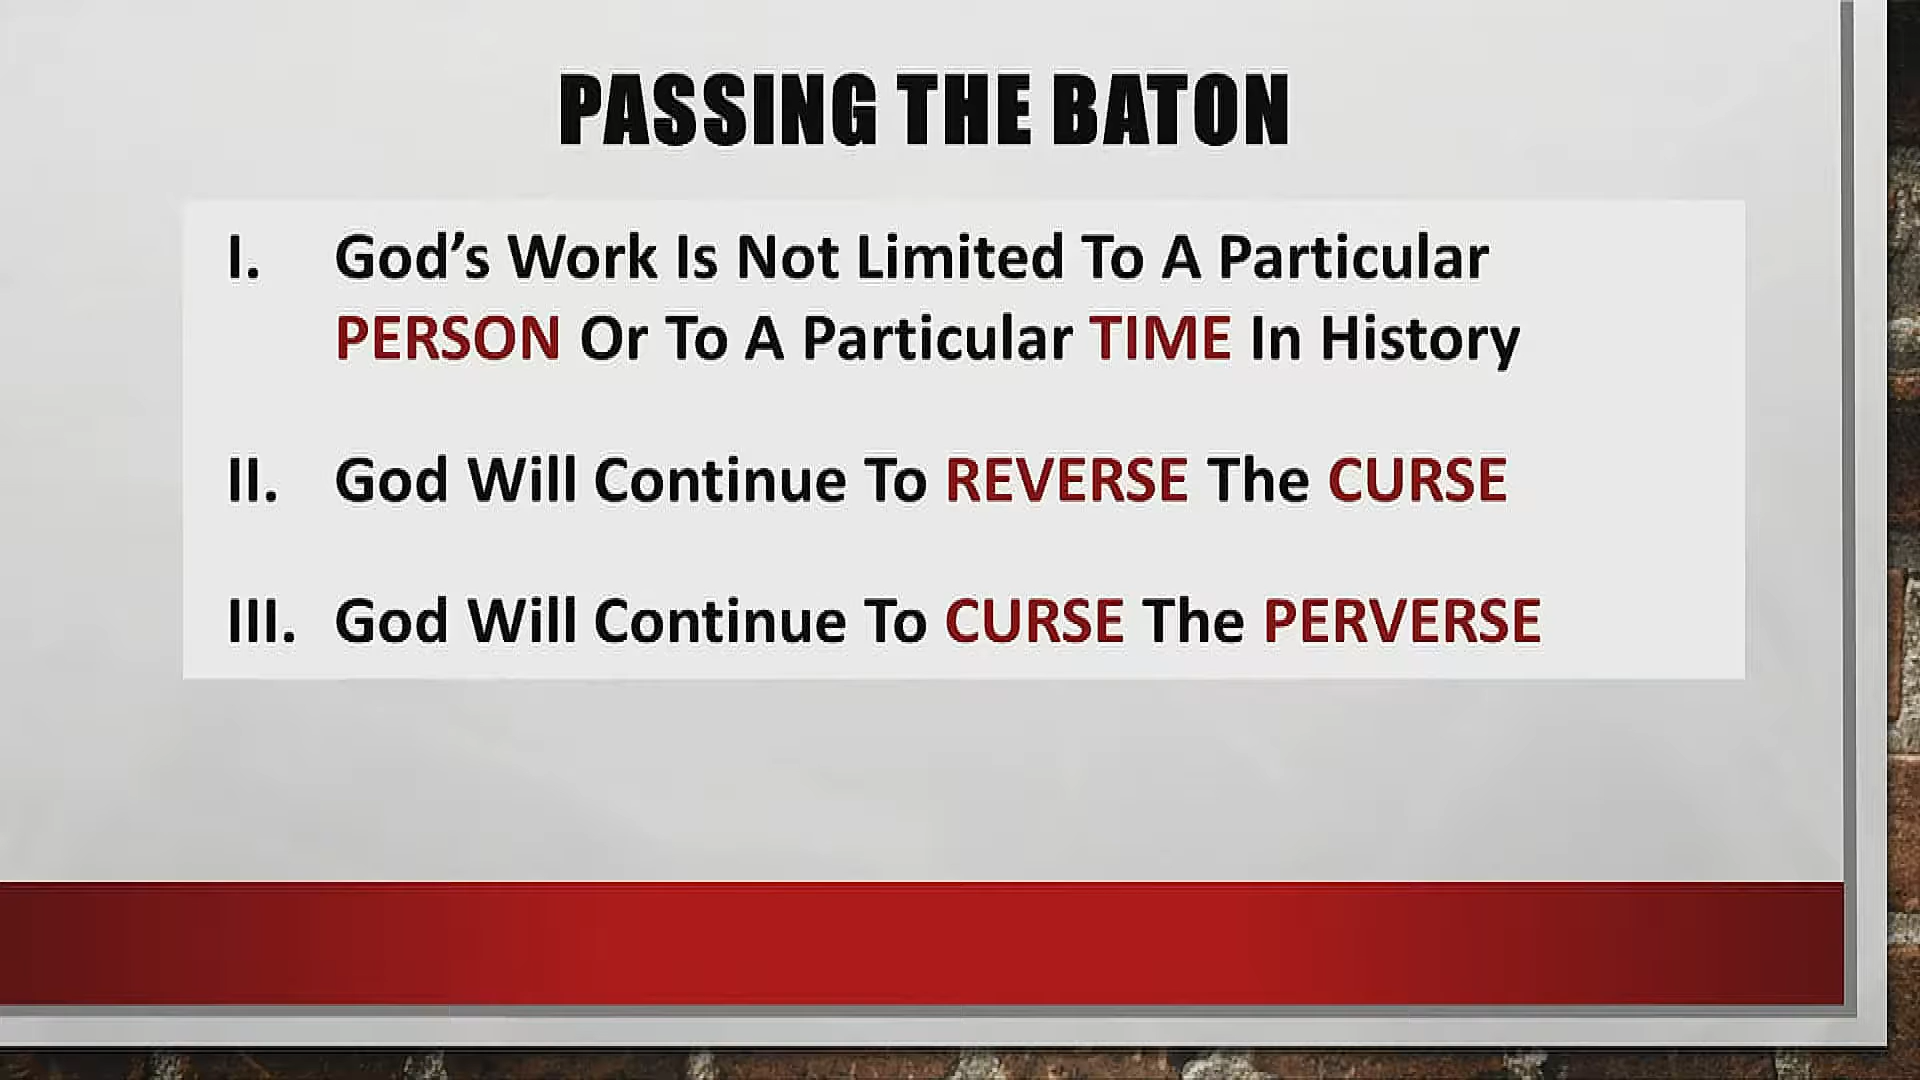 PASSING THE BATON
I. God’s Work Is Not Limited To A Particular
PERSON Or To A Particular TIME In History
II. God Will Continue To REVERSE The CURSE
III. God Will Continue To CURSE The PERVERSE